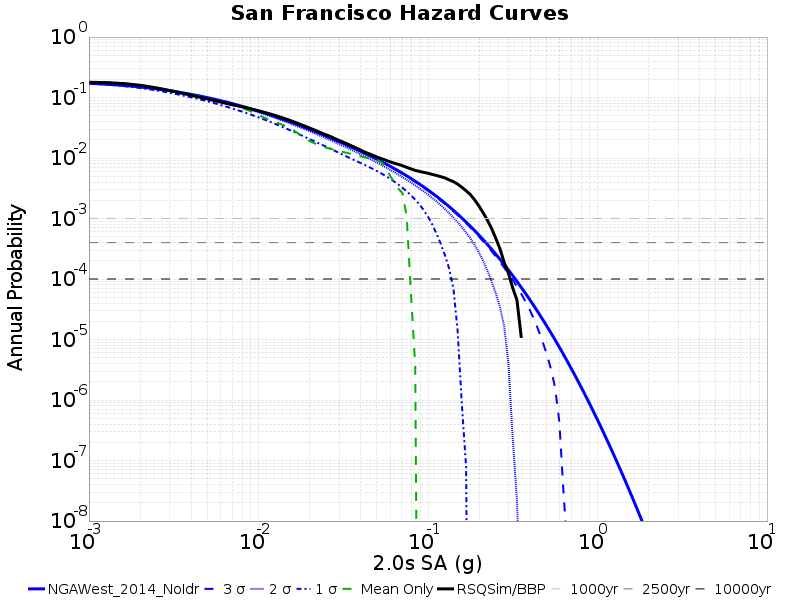 San Francisco Hazard Curves
10^0
10^-1
10^-2
10^-3
10^-4
10^-5
10^-6
10^-7
10^-8
Annual Probability
10^-3 10^-2 10^-1 10^0 10^1
2.0s SA (g)
NGAWest_2014_NoIdr 3 σ 2 σ 1 σ Mean Only RSQSim/BBP 1000yr 2500yr 10000yr